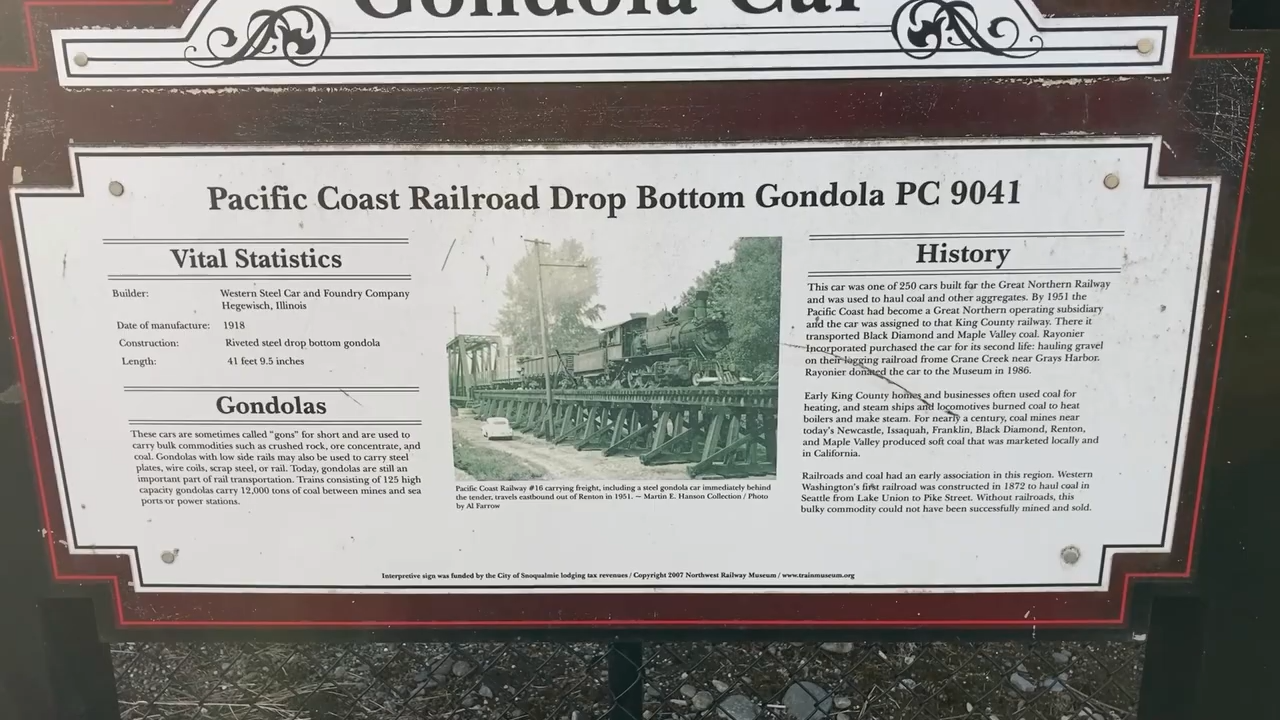 Gondola Car
Pacific Coast Railroad Drop Bottom Gondola PC 9041
Vital Statistics
Builder: Western Steel Car and Foundry Company
Hegewisch, Illinois
Date of manufacture: 1918
Construction: Riveted steel drop bottom gondola
Length: 41 feet 9.5 inches
Gondolas
These cars are sometimes called "gons" for short and are used to
carry bulk commodities such as crushed rock, ore concentrate, and
coal. Gondolas with low side rails may also be used to carry steel
plates, wire coils, scrap steel, or rail. Today, gondolas are still an
important part of rail transportation. Trains consisting of 125 high
capacity gondolas carry 12,000 tons of coal between mines and sea
ports or power stations.
Pacific Coast Railway #16 carrying freight, including a steel gondola car immediately behind
the tender, travels eastbound out of Renton in 1951. — Martin E. Hanson Collection / Photo
by Al Farrow
History
This car was one of 250 cars built for the Great Northern Railway
and was used to haul coal and other aggregates. By 1951 the
Pacific Coast had become a Great Northern operating subsidiary
and the car was assigned to that King County railway. There it
transported Black Diamond and Maple Valley coal. Rayonier
Incorporated purchased the car for its second life: hauling gravel
on their logging railroad frome Crane Creek near Grays Harbor.
Rayonier donated the car to the Museum in 1986.
Early King County homes and businesses often used coal for
heating, and steam ships and locomotives burned coal to heat
boilers and make steam. For nearly a century, coal mines near
today's Newcastle, Issaquah, Franklin, Black Diamond, Renton,
and Maple Valley produced soft coal that was marketed locally and
in California.
Railroads and coal had an early association in this region. Western
Washington's first railroad was constructed in 1872 to haul coal in
Seattle from Lake Union to Pike Street. Without railroads, this
bulky commodity could not have been successfully mined and sold.
Interpretive sign was funded by the City of Snoqualmie lodging tax revenues / Copyright 2007 Northwest Railway Museum / www.trainmuseum.org